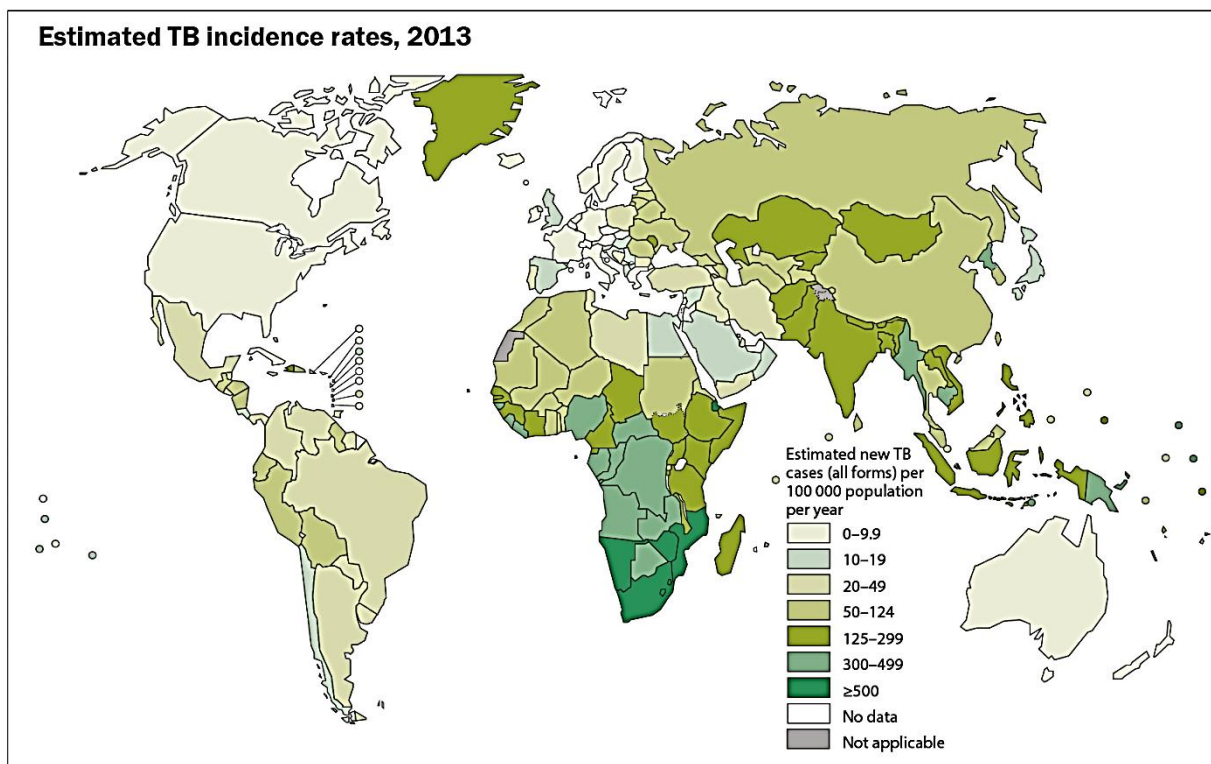 Estimated TB incidence rates, 2013
Estimated new TB
cases (all forms) per
100 000 population
per year
0–9.9
10–19
20–49
50–124
125–299
300–499
≥500
No data
Not applicable